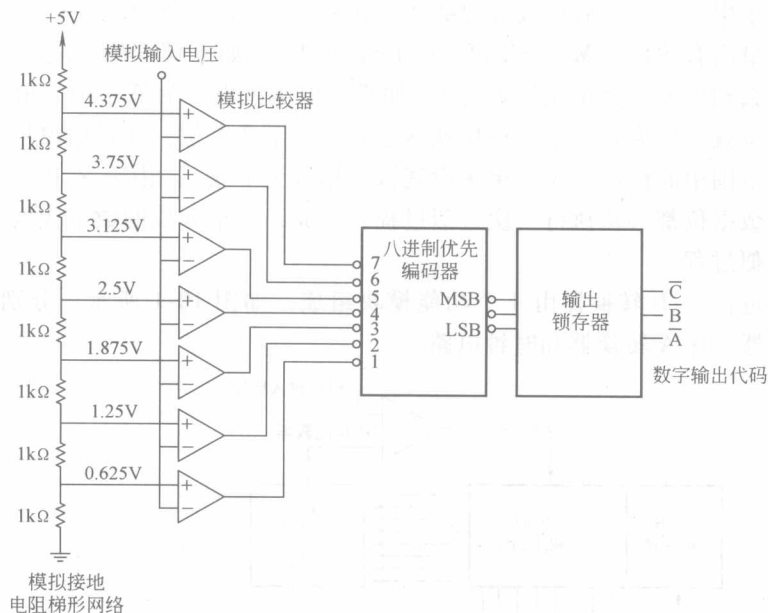 +5V
模拟输入电压
1kΩ
模拟比较器
4.375V
+
−
1kΩ
3.75V
+
−
1kΩ
3.125V
+
−
1kΩ
2.5V
+
−
1kΩ
1.875V
+
−
1kΩ
1.25V
+
−
1kΩ
0.625V
+
−
1kΩ
模拟接地
电阻梯形网络
八进制优先
编码器
7
6
5
4
3
2
1
MSB
LSB
输出
锁存器
C̅
B̅
A̅
数字输出代码